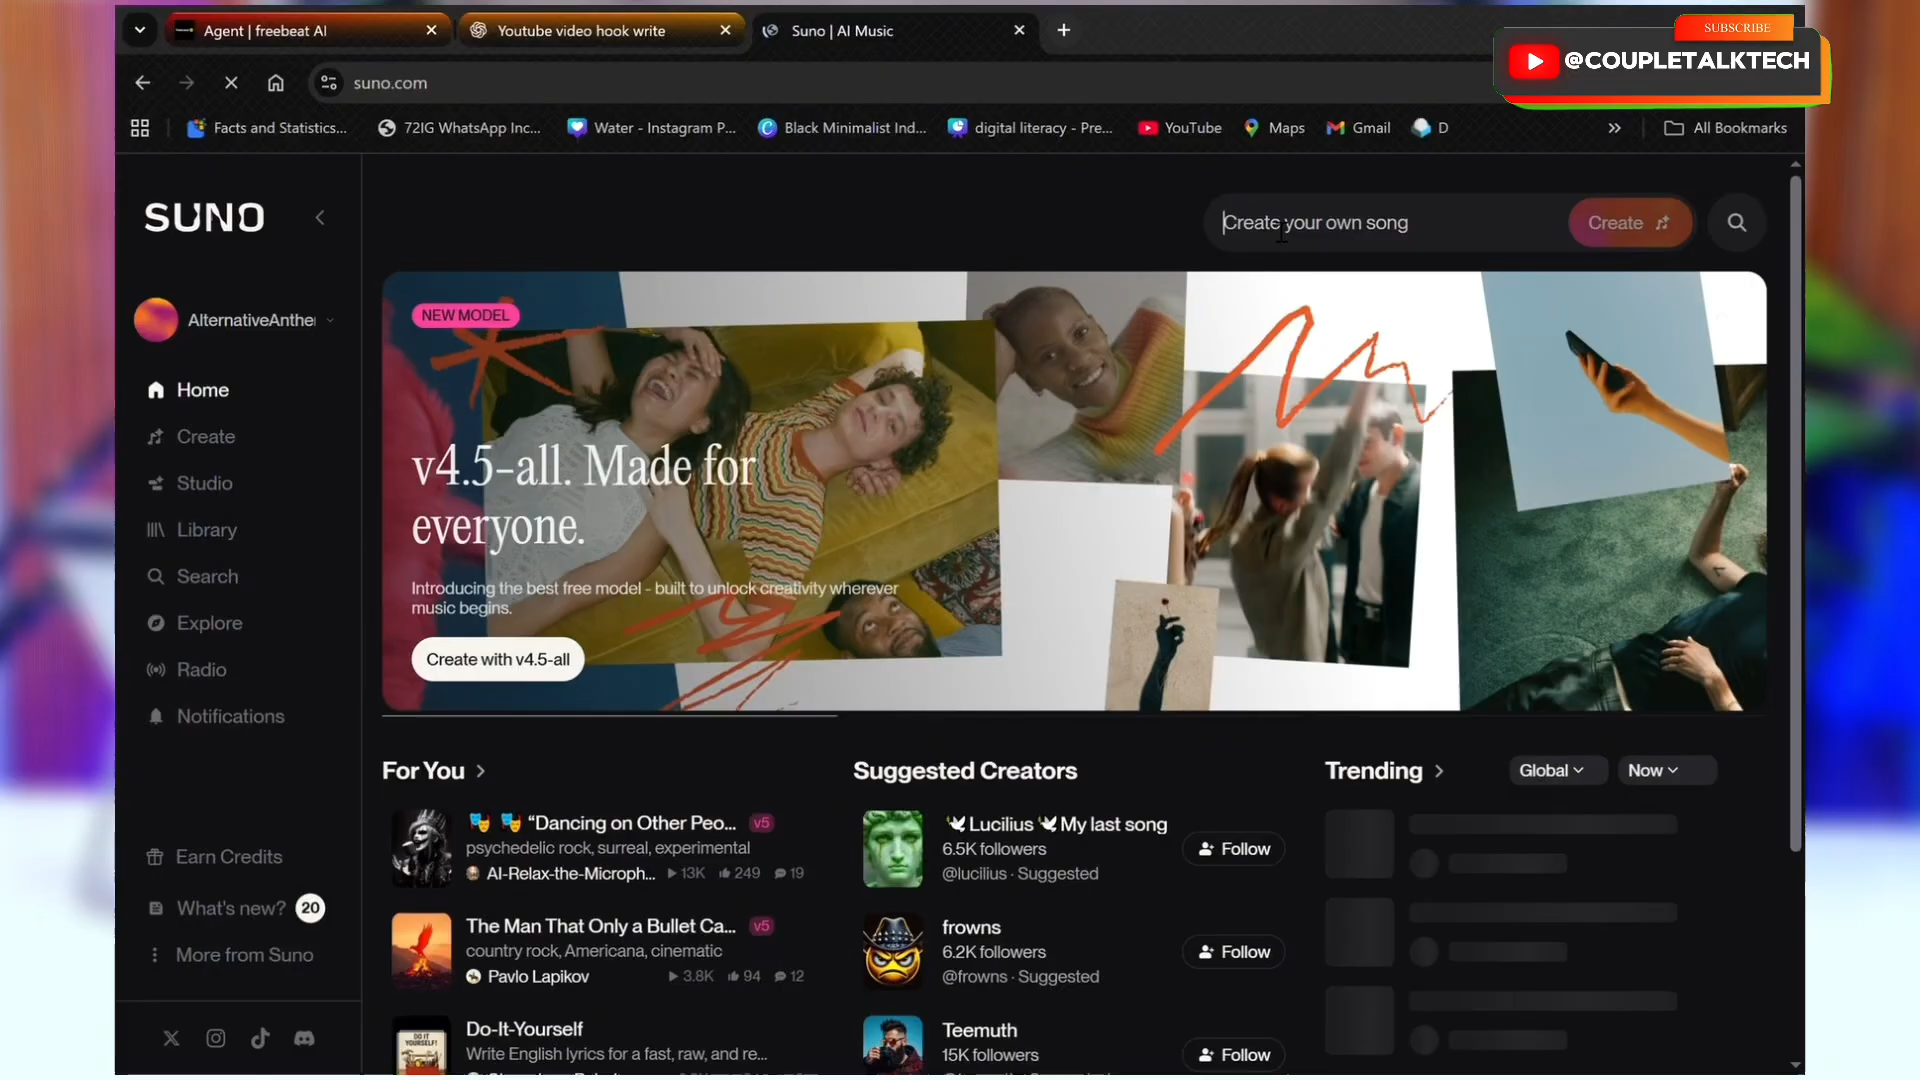 Agent | freebeat AI
Youtube video hook write
Suno | AI Music
SUBSCRIBE
@COUPLETALKTECH
suno.com
Facts and Statistics...
72IG WhatsApp Inc...
Water - Instagram P...
Black Minimalist Ind...
digital literacy - Pre...
YouTube
Maps
Gmail
D
All Bookmarks
SUNO
Create your own song
Create
AlternativeAnthe
Home
Create
Studio
Library
Search
Explore
Radio
Notifications
Earn Credits
What's new? 20
More from Suno
NEW MODEL
v4.5-all. Made for
everyone.
Introducing the best free model - built to unlock creativity wherever
music begins.
Create with v4.5-all
For You
"Dancing on Other Peo... v5
psychedelic rock, surreal, experimental
AI-Relax-the-Microph... 13K 249 19
The Man That Only a Bullet Ca... v5
country rock, Americana, cinematic
Pavlo Lapikov 3.8K 94 12
Do-It-Yourself
Write English lyrics for a fast, raw, and re...
Suggested Creators
Lucilius My last song
6.5K followers
@lucilius · Suggested
Follow
frowns
6.2K followers
@frowns · Suggested
Follow
Teemuth
15K followers
Follow
Trending
Global
Now